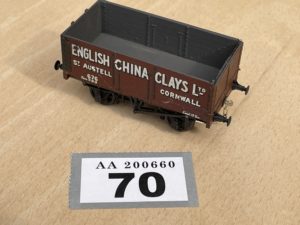 ENGLISH CHINA CLAYS LTD
ST AUSTELL CORNWALL
AA 200660
70